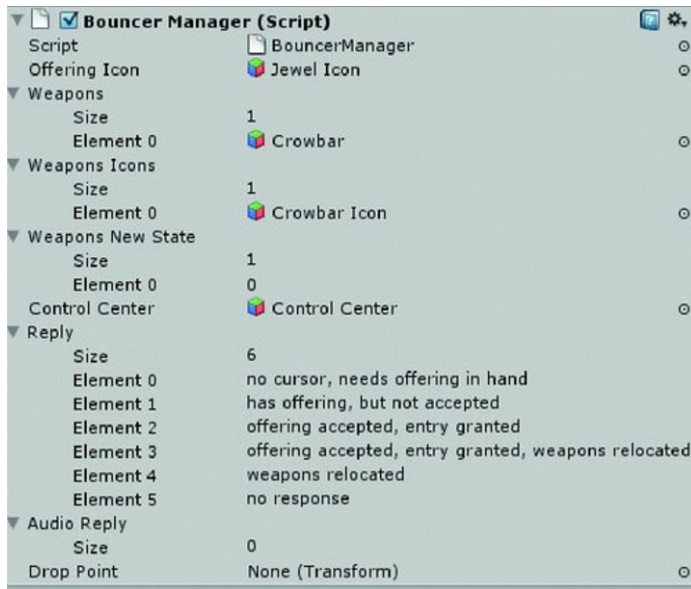 Bouncer Manager (Script)
Script BouncerManager
Offering Icon Jewel Icon
Weapons
Size 1
Element 0 Crowbar
Weapons Icons
Size 1
Element 0 Crowbar Icon
Weapons New State
Size 1
Element 0 0
Control Center Control Center
Reply
Size 6
Element 0 no cursor, needs offering in hand
Element 1 has offering, but not accepted
Element 2 offering accepted, entry granted
Element 3 offering accepted, entry granted, weapons relocated
Element 4 weapons relocated
Element 5 no response
Audio Reply
Size 0
Drop Point None (Transform)